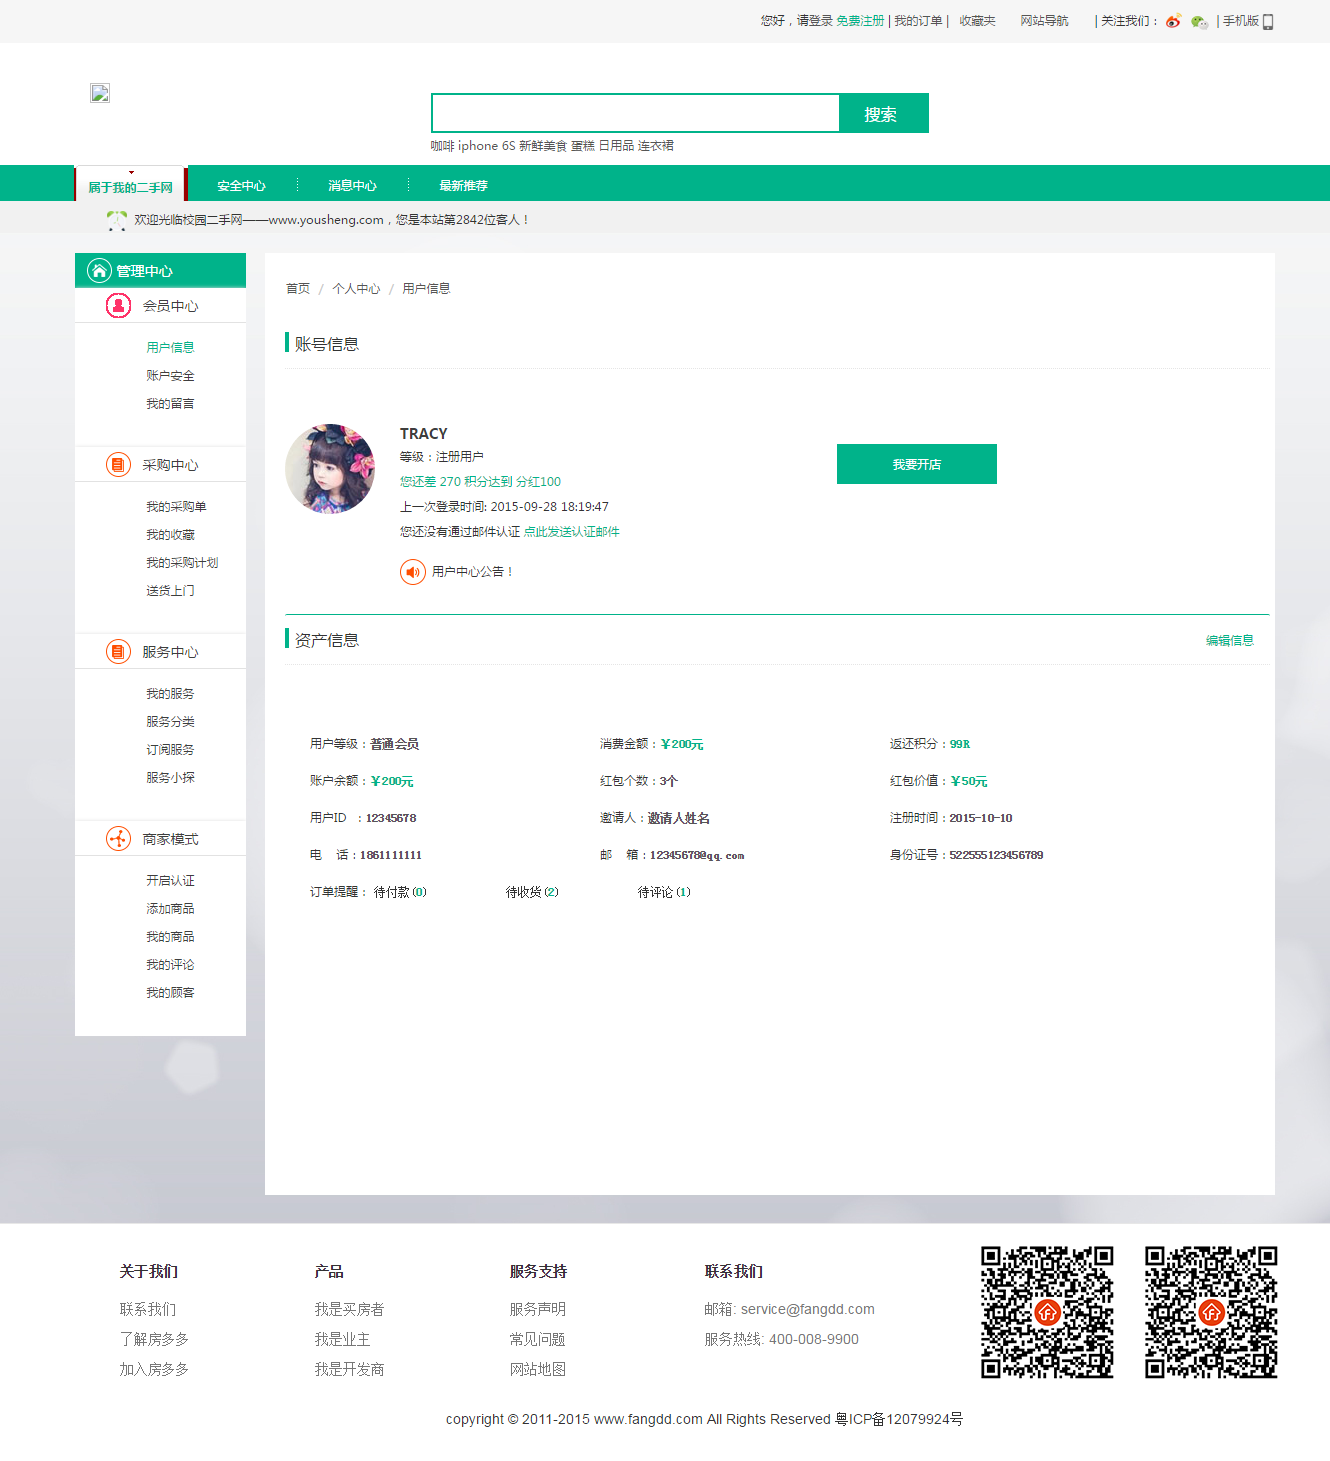 您好，请登录 免费注册 | 我的订单 | 收藏夹 网站导航 | 关注我们： | 手机版
搜索
咖啡 iphone 6S 新鲜美食 蛋糕 日用品 连衣裙
属于我的二手网 安全中心 消息中心 最新推荐
欢迎光临校园二手网——www.yousheng.com，您是本站第2842位客人！
管理中心
会员中心
用户信息
账户安全
我的留言
采购中心
我的采购单
我的收藏
我的采购计划
送货上门
服务中心
我的服务
服务分类
订阅服务
服务小探
商家模式
开启认证
添加商品
我的商品
我的评论
我的顾客
首页 / 个人中心 / 用户信息
账号信息
TRACY
等级：注册用户
您还差 270 积分达到 分红100
上一次登录时间: 2015-09-28 18:19:47
您还没有通过邮件认证 点此发送认证邮件
用户中心公告！
我要开店
资产信息 编辑信息
用户等级：普通会员 消费金额：￥200元 返还积分：99R
账户余额：￥200元 红包个数：3个 红包价值：￥50元
用户ID ：12345678 邀请人：邀请人姓名 注册时间：2015-10-10
电 话：1861111111 邮 箱：12345678@qq.com 身份证号：522555123456789
订单提醒： 待付款(0) 待收货(2) 待评论(1)
关于我们
联系我们
了解房多多
加入房多多
产品
我是买房者
我是业主
我是开发商
服务支持
服务声明
常见问题
网站地图
联系我们
邮箱: service@fangdd.com
服务热线: 400-008-9900
copyright © 2011-2015 www.fangdd.com All Rights Reserved 粤ICP备12079924号